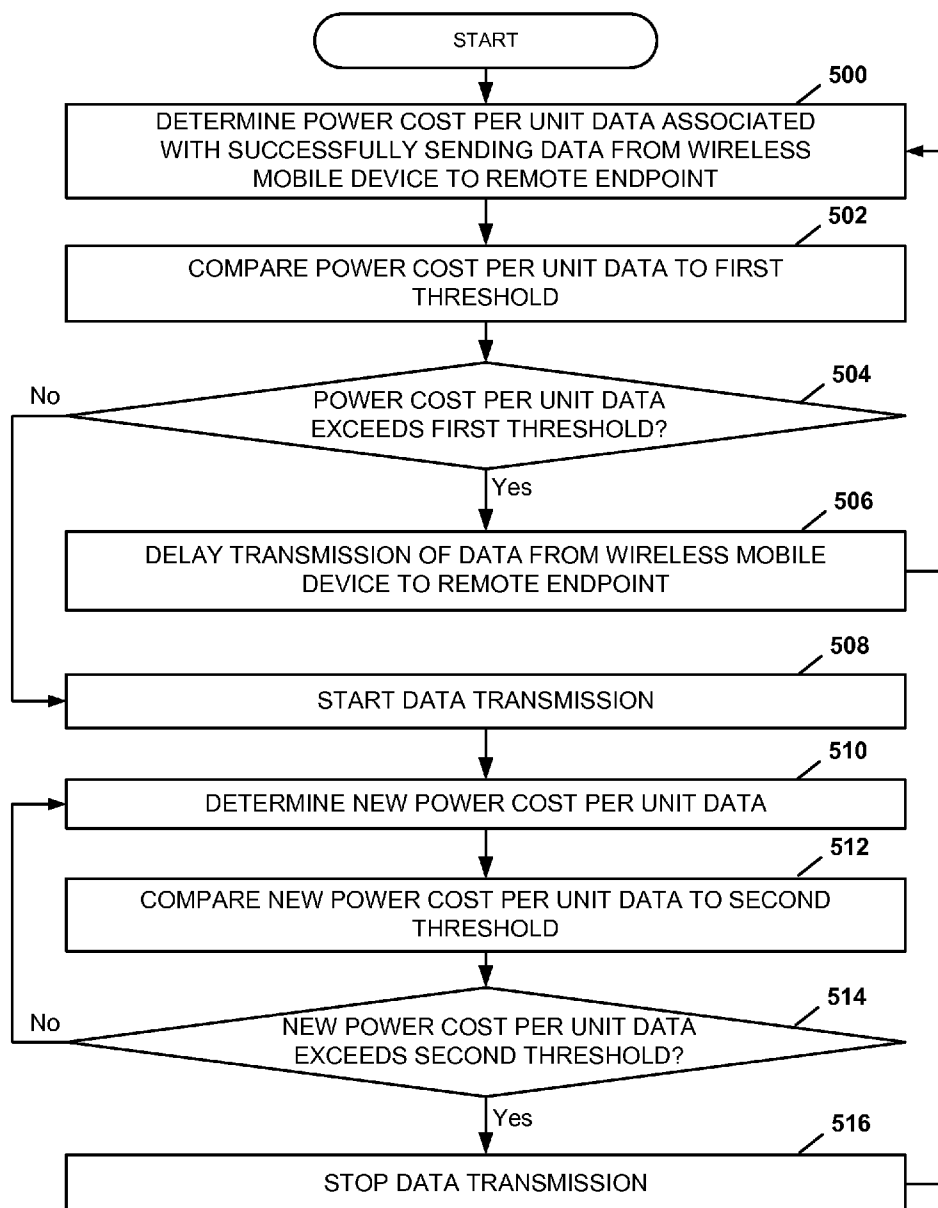 START
500
DETERMINE POWER COST PER UNIT DATA ASSOCIATED
WITH SUCCESSFULLY SENDING DATA FROM WIRELESS
MOBILE DEVICE TO REMOTE ENDPOINT
502
COMPARE POWER COST PER UNIT DATA TO FIRST
THRESHOLD
504
No
POWER COST PER UNIT DATA
EXCEEDS FIRST THRESHOLD?
Yes
506
DELAY TRANSMISSION OF DATA FROM WIRELESS MOBILE
DEVICE TO REMOTE ENDPOINT
508
START DATA TRANSMISSION
510
DETERMINE NEW POWER COST PER UNIT DATA
512
COMPARE NEW POWER COST PER UNIT DATA TO SECOND
THRESHOLD
514
No
NEW POWER COST PER UNIT DATA
EXCEEDS SECOND THRESHOLD?
Yes
516
STOP DATA TRANSMISSION